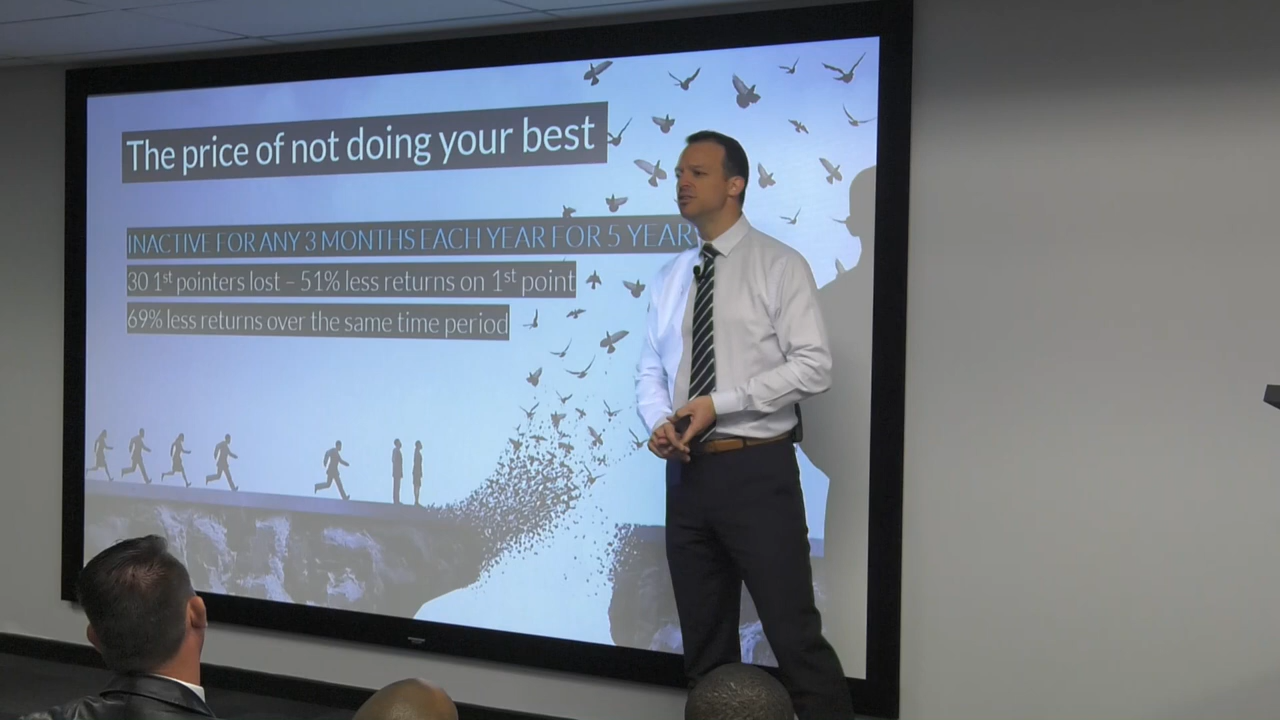 The price of not doing your best
INACTIVE FOR ANY 3 MONTHS EACH YEAR FOR 5 YEAR
30 1st pointers lost – 51% less returns on 1st point
69% less returns over the same time period